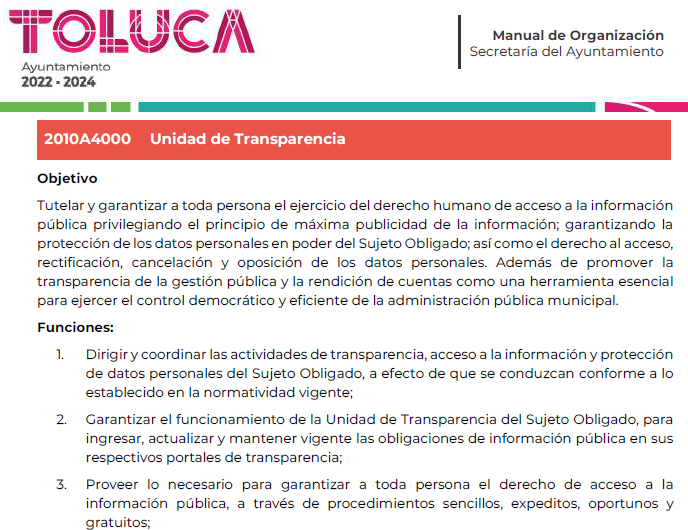 TOLUCA
Ayuntamiento
2022 - 2024
Manual de Organización
Secretaría del Ayuntamiento
2010A4000 Unidad de Transparencia
Objetivo
Tutelar y garantizar a toda persona el ejercicio del derecho humano de acceso a la información
pública privilegiando el principio de máxima publicidad de la información; garantizando la
protección de los datos personales en poder del Sujeto Obligado; así como el derecho al acceso,
rectificación, cancelación y oposición de los datos personales. Además de promover la
transparencia de la gestión pública y la rendición de cuentas como una herramienta esencial
para ejercer el control democrático y eficiente de la administración pública municipal.
Funciones:
1. Dirigir y coordinar las actividades de transparencia, acceso a la información y protección
de datos personales del Sujeto Obligado, a efecto de que se conduzcan conforme a lo
establecido en la normatividad vigente;
2. Garantizar el funcionamiento de la Unidad de Transparencia del Sujeto Obligado, para
ingresar, actualizar y mantener vigente las obligaciones de información pública en sus
respectivos portales de transparencia;
3. Proveer lo necesario para garantizar a toda persona el derecho de acceso a la
información pública, a través de procedimientos sencillos, expeditos, oportunos y
gratuitos;